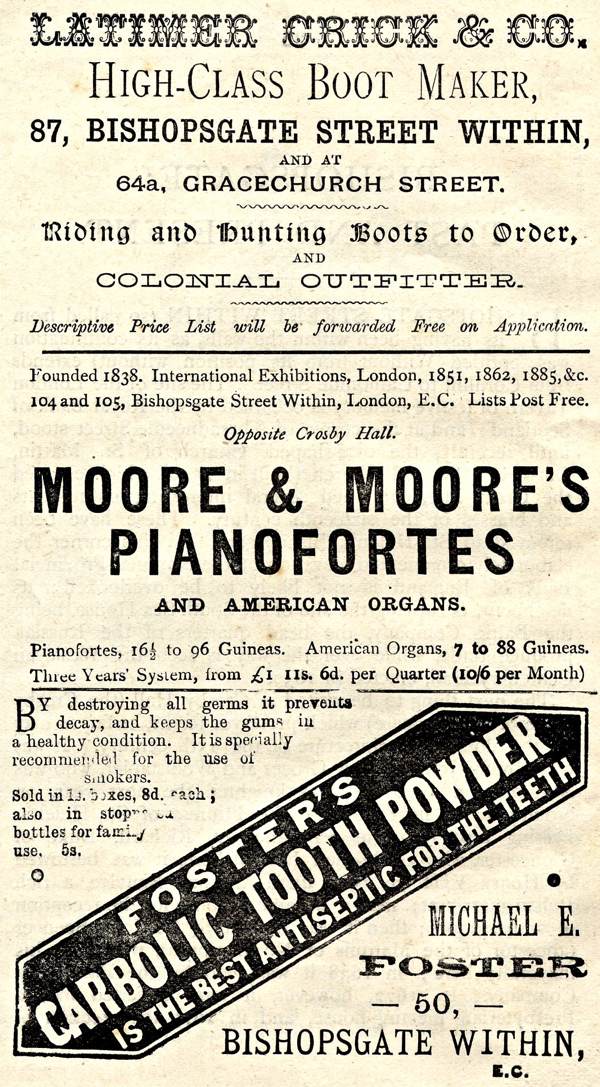 LATIMER CRICK & CO.
HIGH-CLASS BOOT MAKER,
87, BISHOPSGATE STREET WITHIN,
AND AT
64a, GRACECHURCH STREET.
Riding and Hunting Boots to Order,
AND
COLONIAL OUTFITTER.
Descriptive Price List will be forwarded Free on Application.
Founded 1838. International Exhibitions, London, 1851, 1862, 1885, &c.
104 and 105, Bishopsgate Street Within, London, E.C. Lists Post Free.
Opposite Crosby Hall.
MOORE & MOORE'S
PIANOFORTES
AND AMERICAN ORGANS.
Pianofortes, 16½ to 96 Guineas. American Organs, 7 to 88 Guineas.
Three Years' System, from £1 11s. 6d. per Quarter (10/6 per Month)
BY destroying all germs it prevents
decay, and keeps the gums in
a healthy condition. It is specially
recommended for the use of
smokers.
Sold in 1s. boxes, 8d. each;
also in
bottles for family
use. 5s.
FOSTER'S
CARBOLIC TOOTH POWDER
IS THE BEST ANTISEPTIC FOR THE TEETH
MICHAEL E.
FOSTER
50,
BISHOPSGATE WITHIN,
E.C.